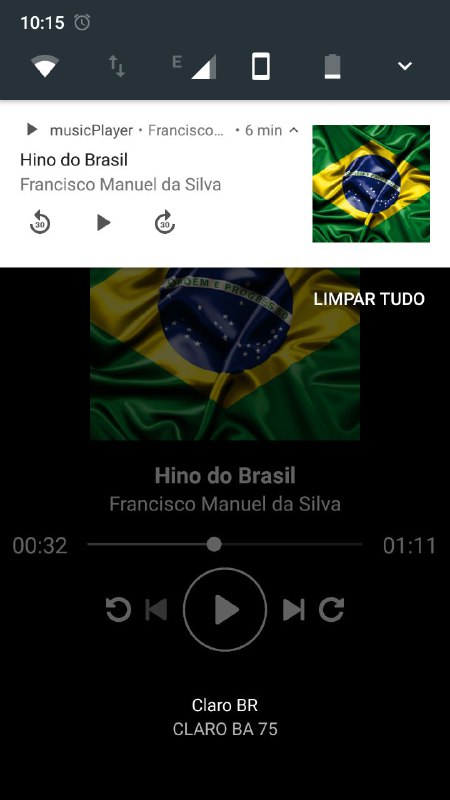 10:15
E
▶ musicPlayer • Francisco... • 6 min
Hino do Brasil
Francisco Manuel da Silva
30 30
LIMPAR TUDO
ORDEM E PROGRESSO
Hino do Brasil
Francisco Manuel da Silva
00:32 01:11
Claro BR
CLARO BA 75